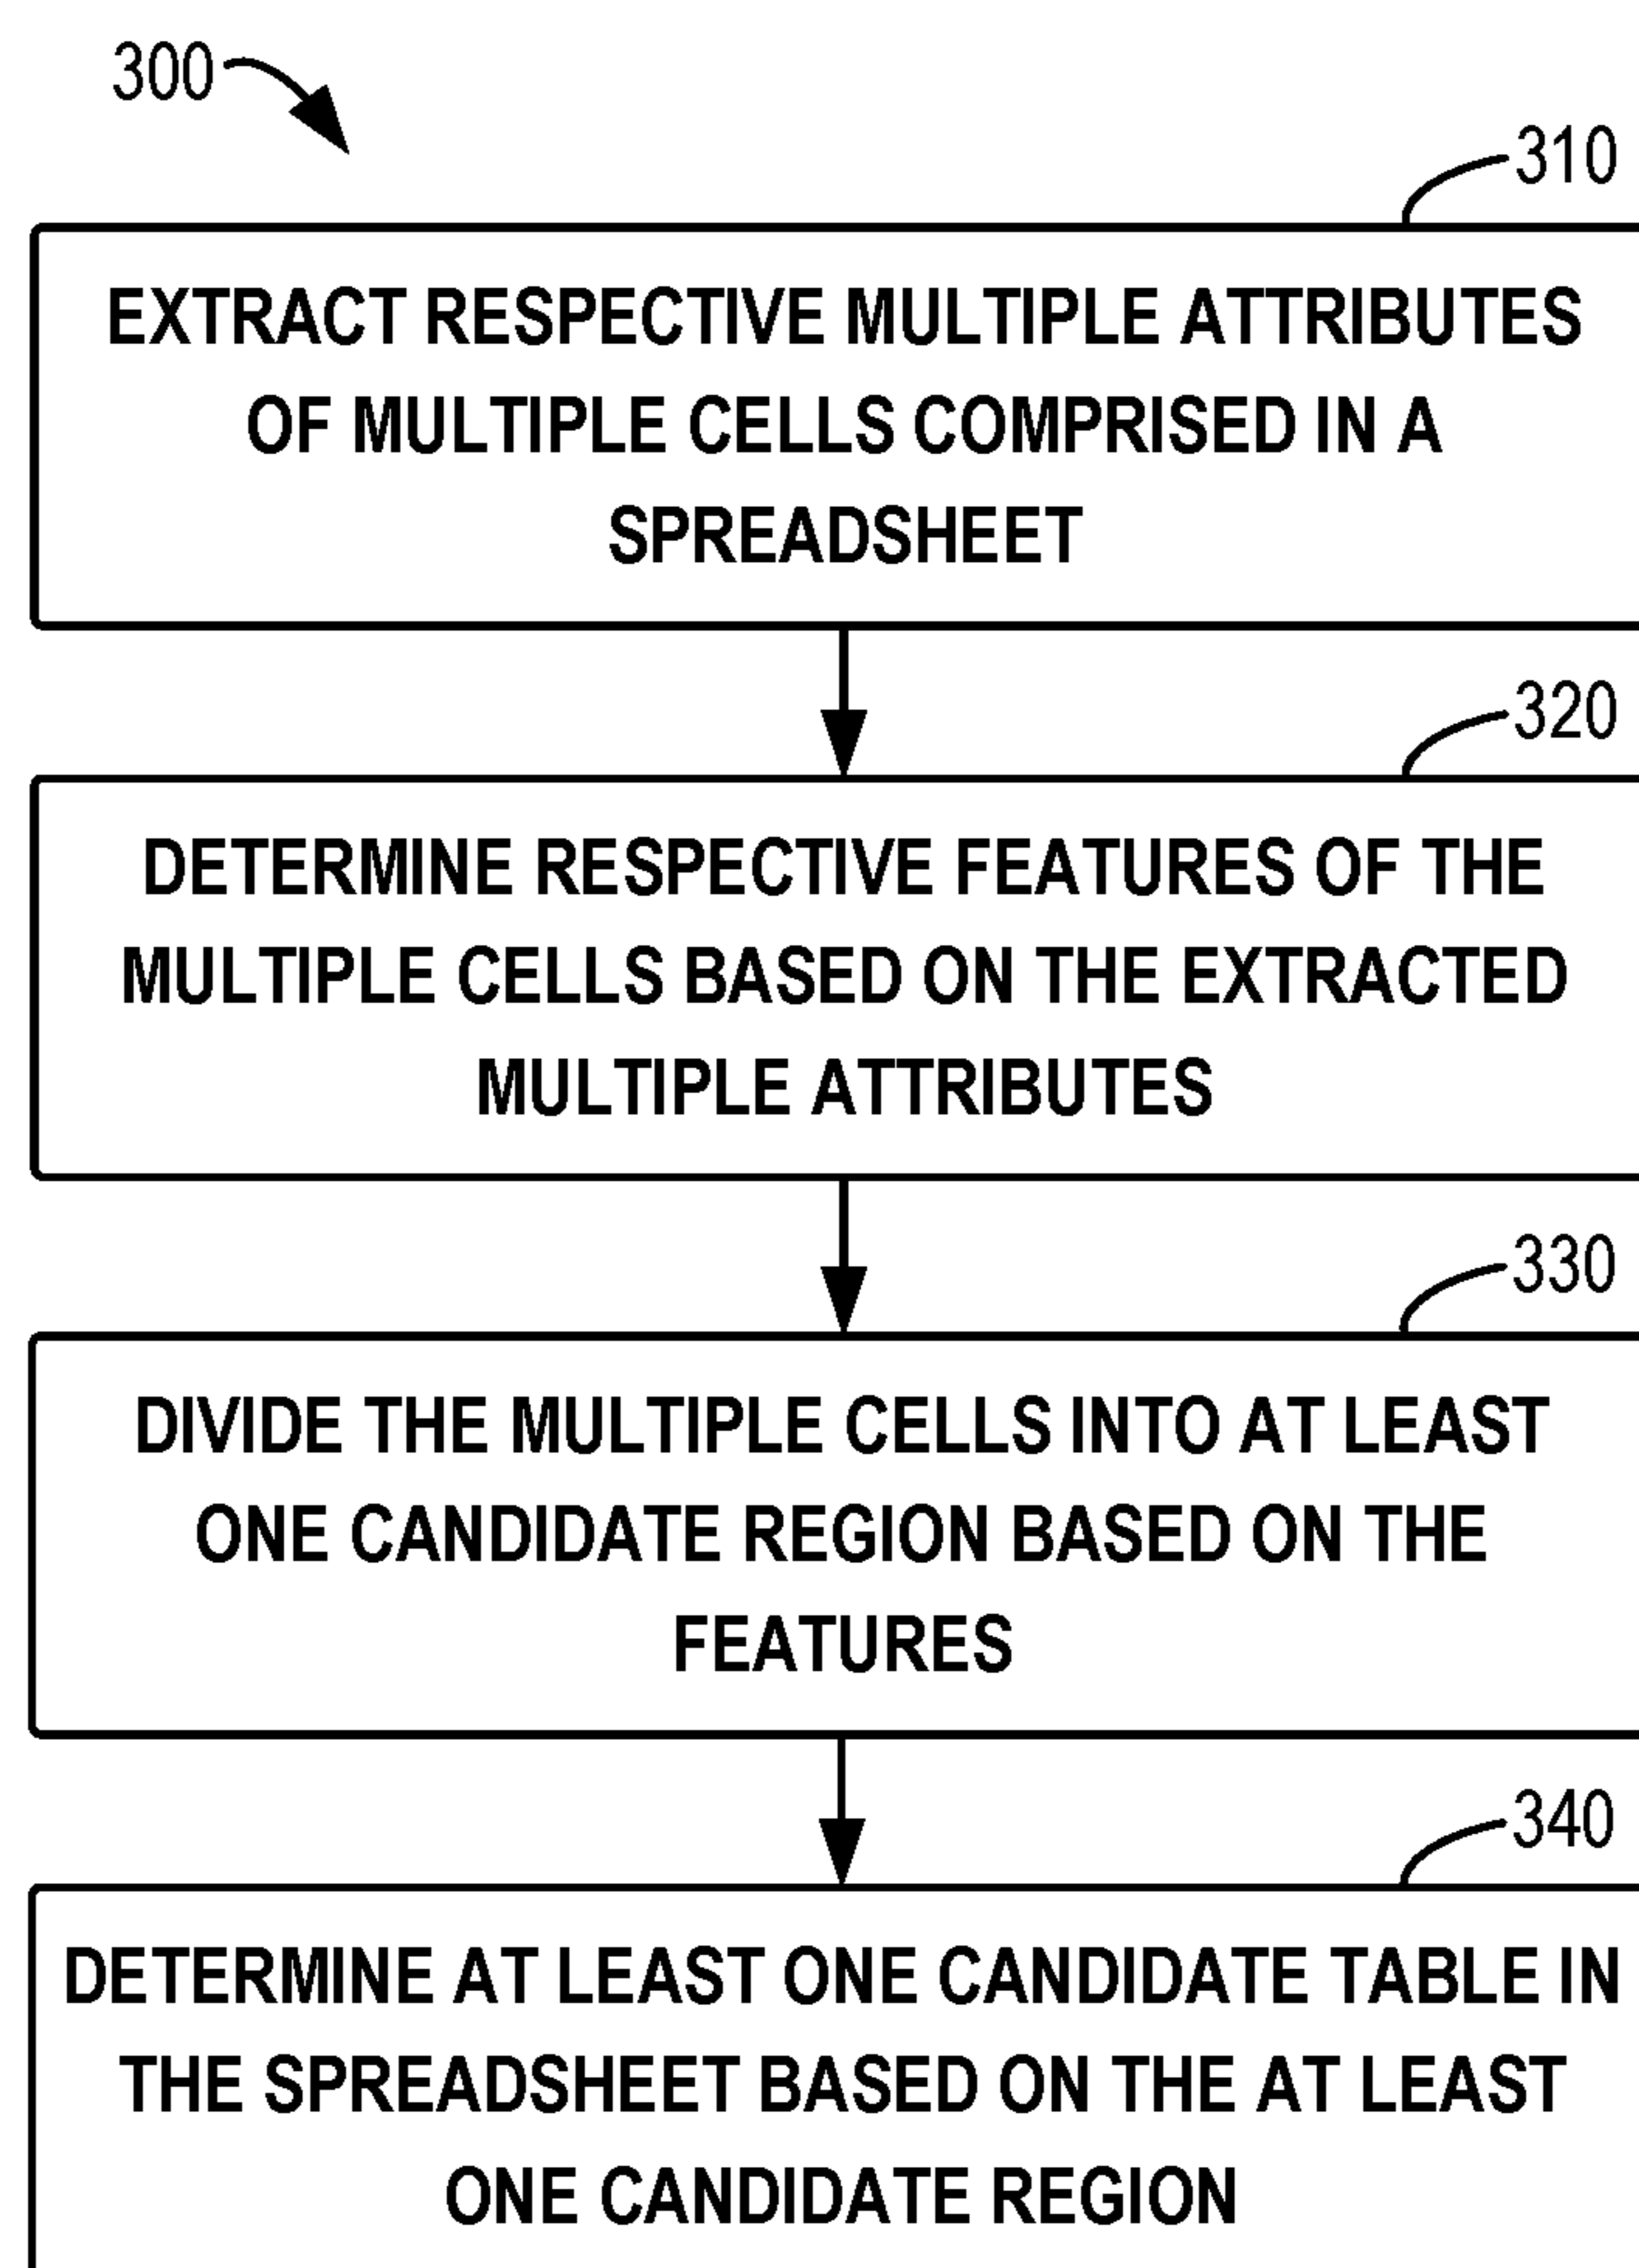 300
310
EXTRACT RESPECTIVE MULTIPLE ATTRIBUTES
OF MULTIPLE CELLS COMPRISED IN A
SPREADSHEET
320
DETERMINE RESPECTIVE FEATURES OF THE
MULTIPLE CELLS BASED ON THE EXTRACTED
MULTIPLE ATTRIBUTES
330
DIVIDE THE MULTIPLE CELLS INTO AT LEAST
ONE CANDIDATE REGION BASED ON THE
FEATURES
340
DETERMINE AT LEAST ONE CANDIDATE TABLE IN
THE SPREADSHEET BASED ON THE AT LEAST
ONE CANDIDATE REGION